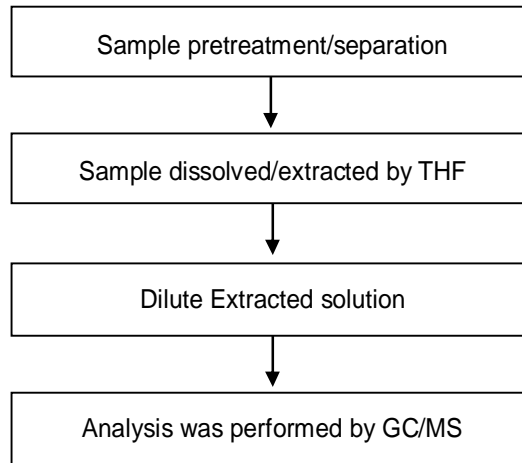 Sample pretreatment/separation
Sample dissolved/extracted by THF
Dilute Extracted solution
Analysis was performed by GC/MS